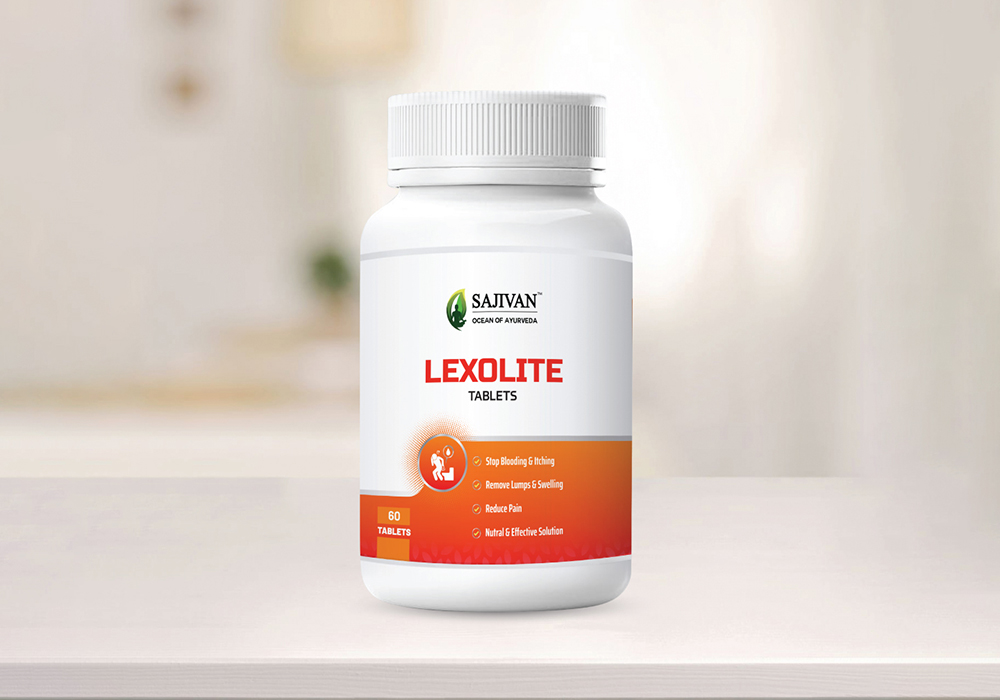 SAJIVAN™
OCEAN OF AYURVEDA
LEXOLITE
TABLETS
Stop Blooding & Itching
Remove Lumps & Swelling
Reduce Pain
Nutral & Effective Solution
60
TABLETS